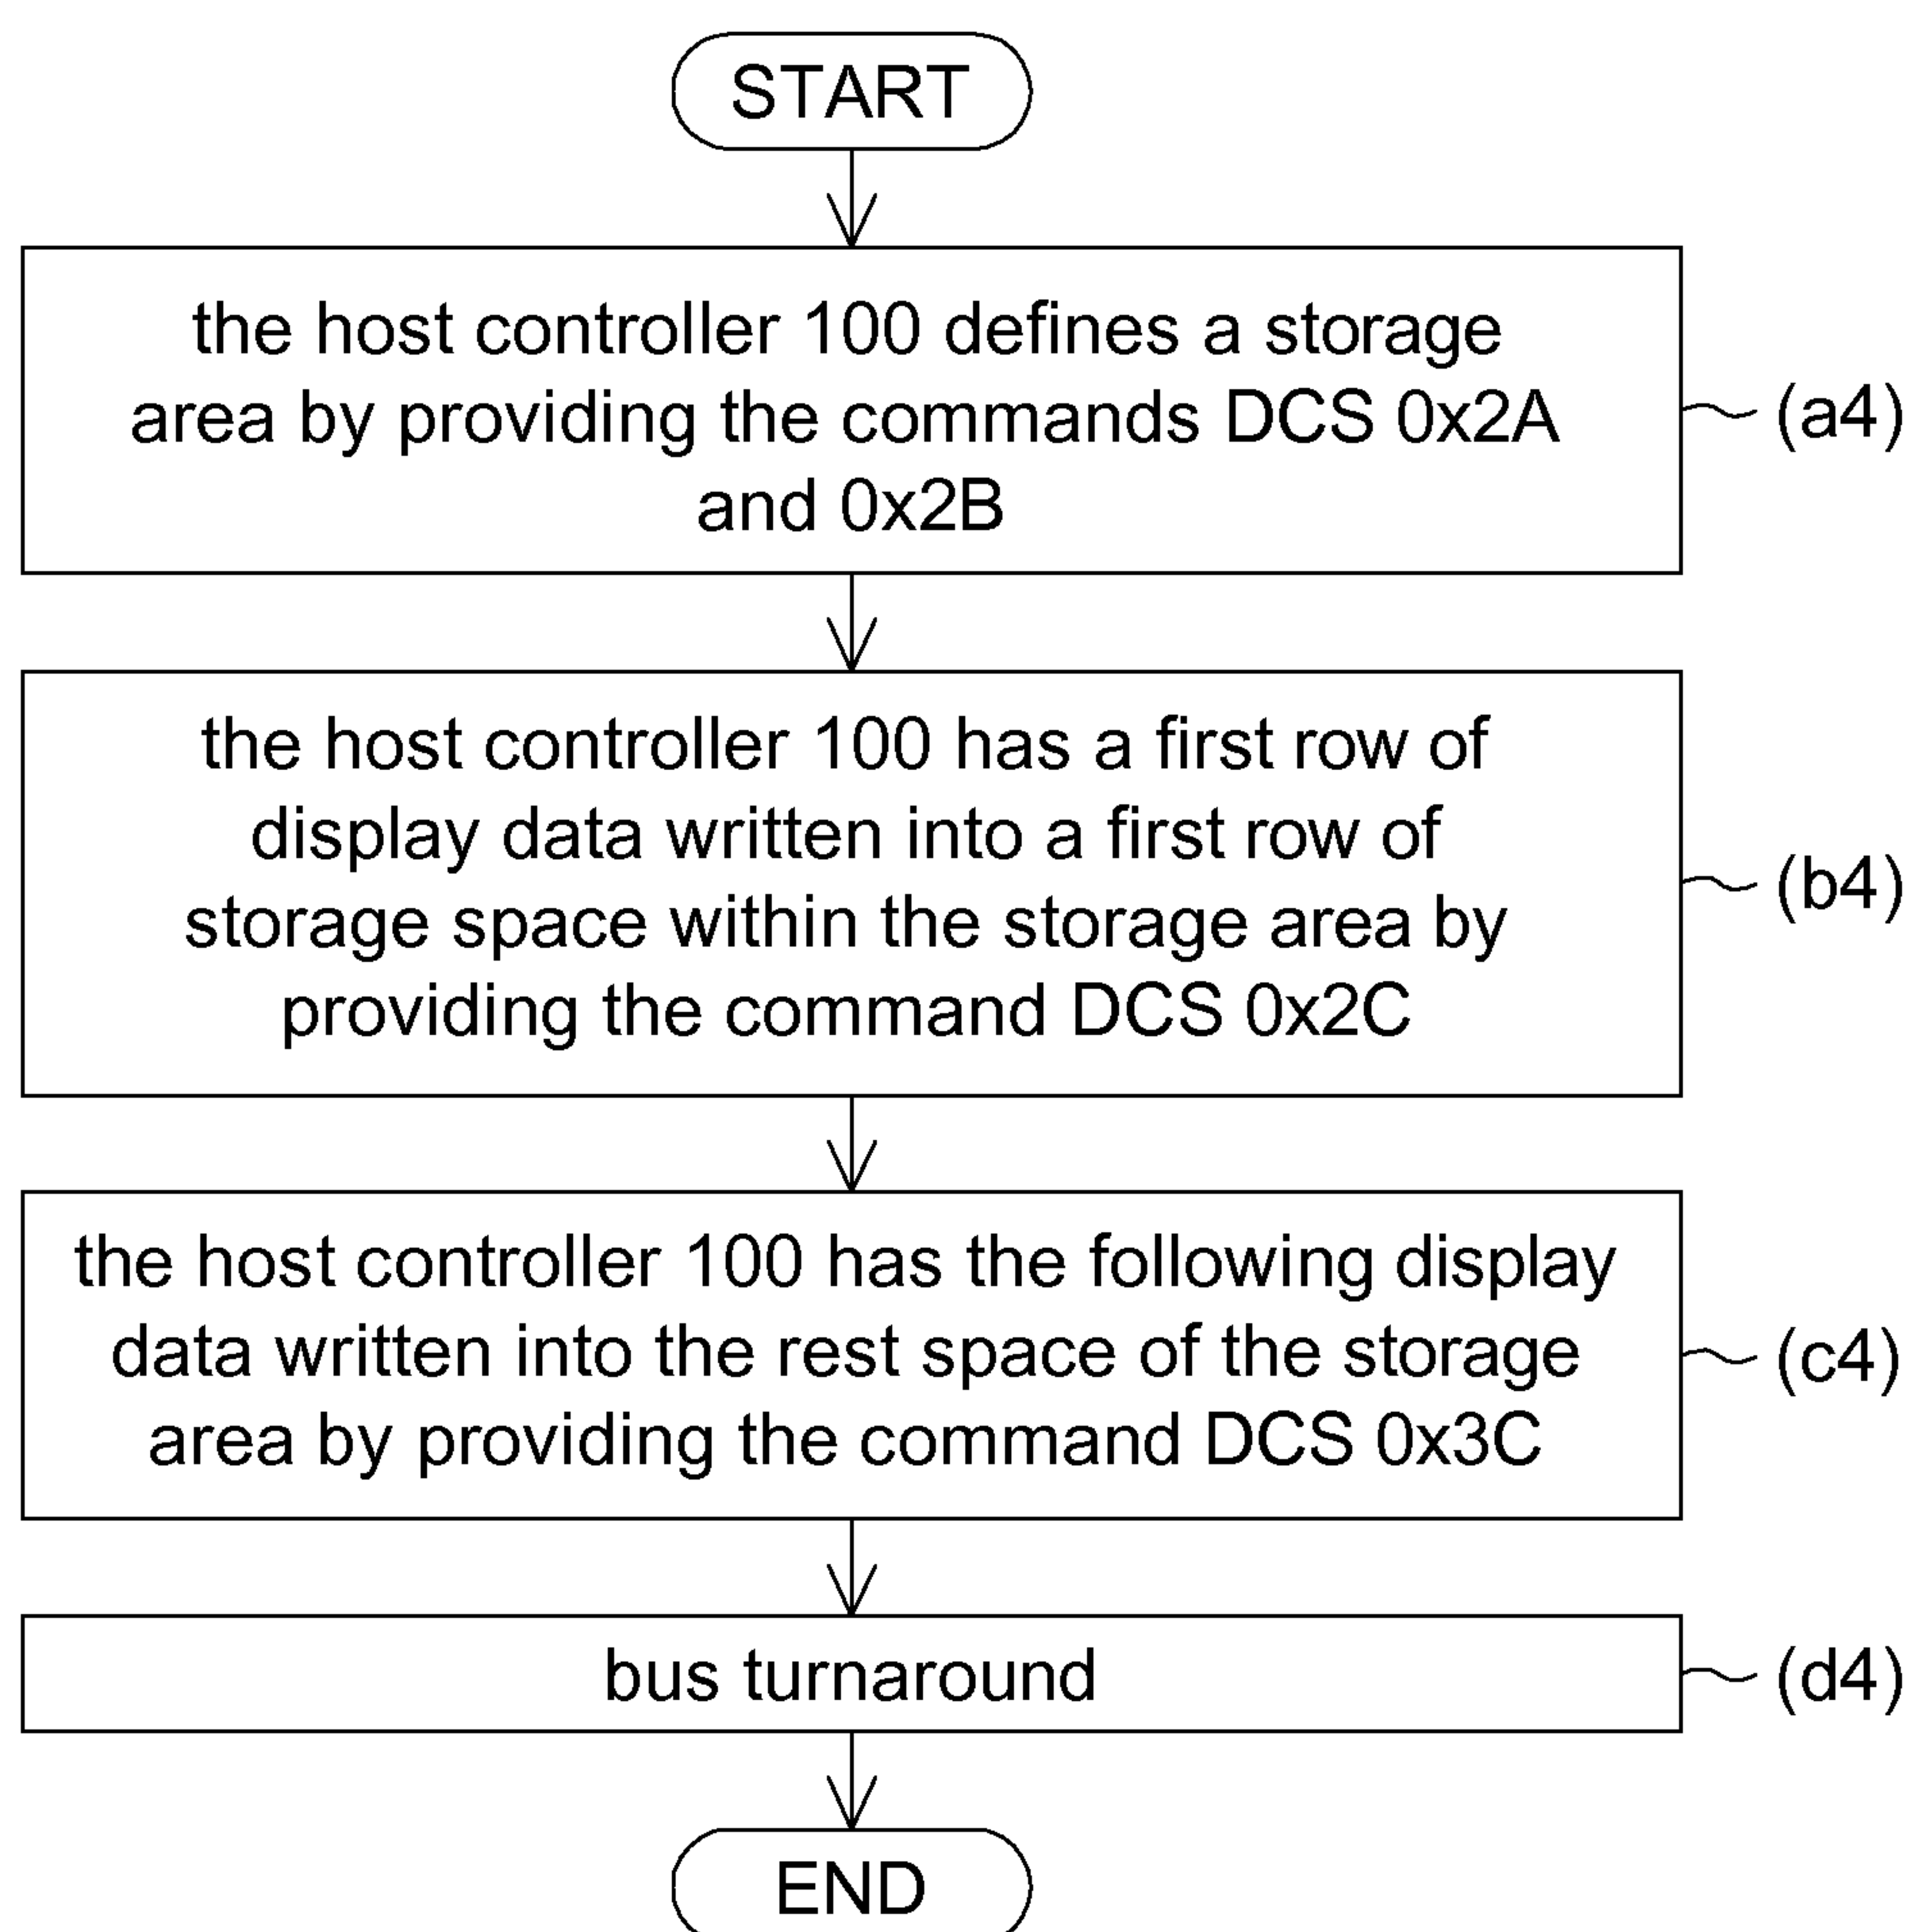 START
the host controller 100 defines a storage
area by providing the commands DCS 0x2A
and 0x2B
(a4)
the host controller 100 has a first row of
display data written into a first row of
storage space within the storage area by
providing the command DCS 0x2C
(b4)
the host controller 100 has the following display
data written into the rest space of the storage
area by providing the command DCS 0x3C
(c4)
bus turnaround
(d4)
END